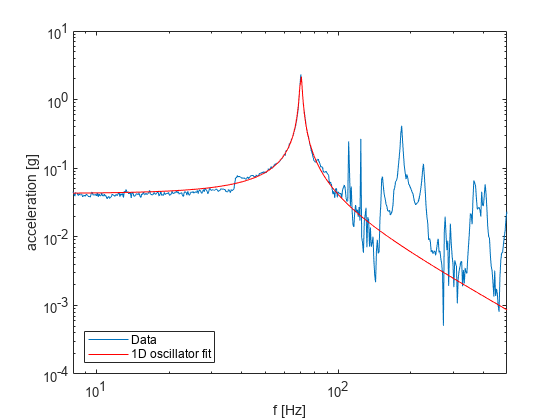 10^1
10^0
10^-1
10^-2
10^-3
10^-4
acceleration [g]
Data
1D oscillator fit
10^1
10^2
f [Hz]